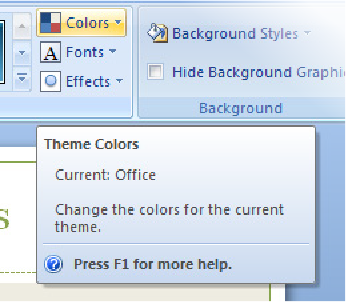 Colors
Background Styles
A Fonts
Hide Background Graphi
Effects
Background
Theme Colors
Current: Office
Change the colors for the current
theme.
s
Press F1 for more help.